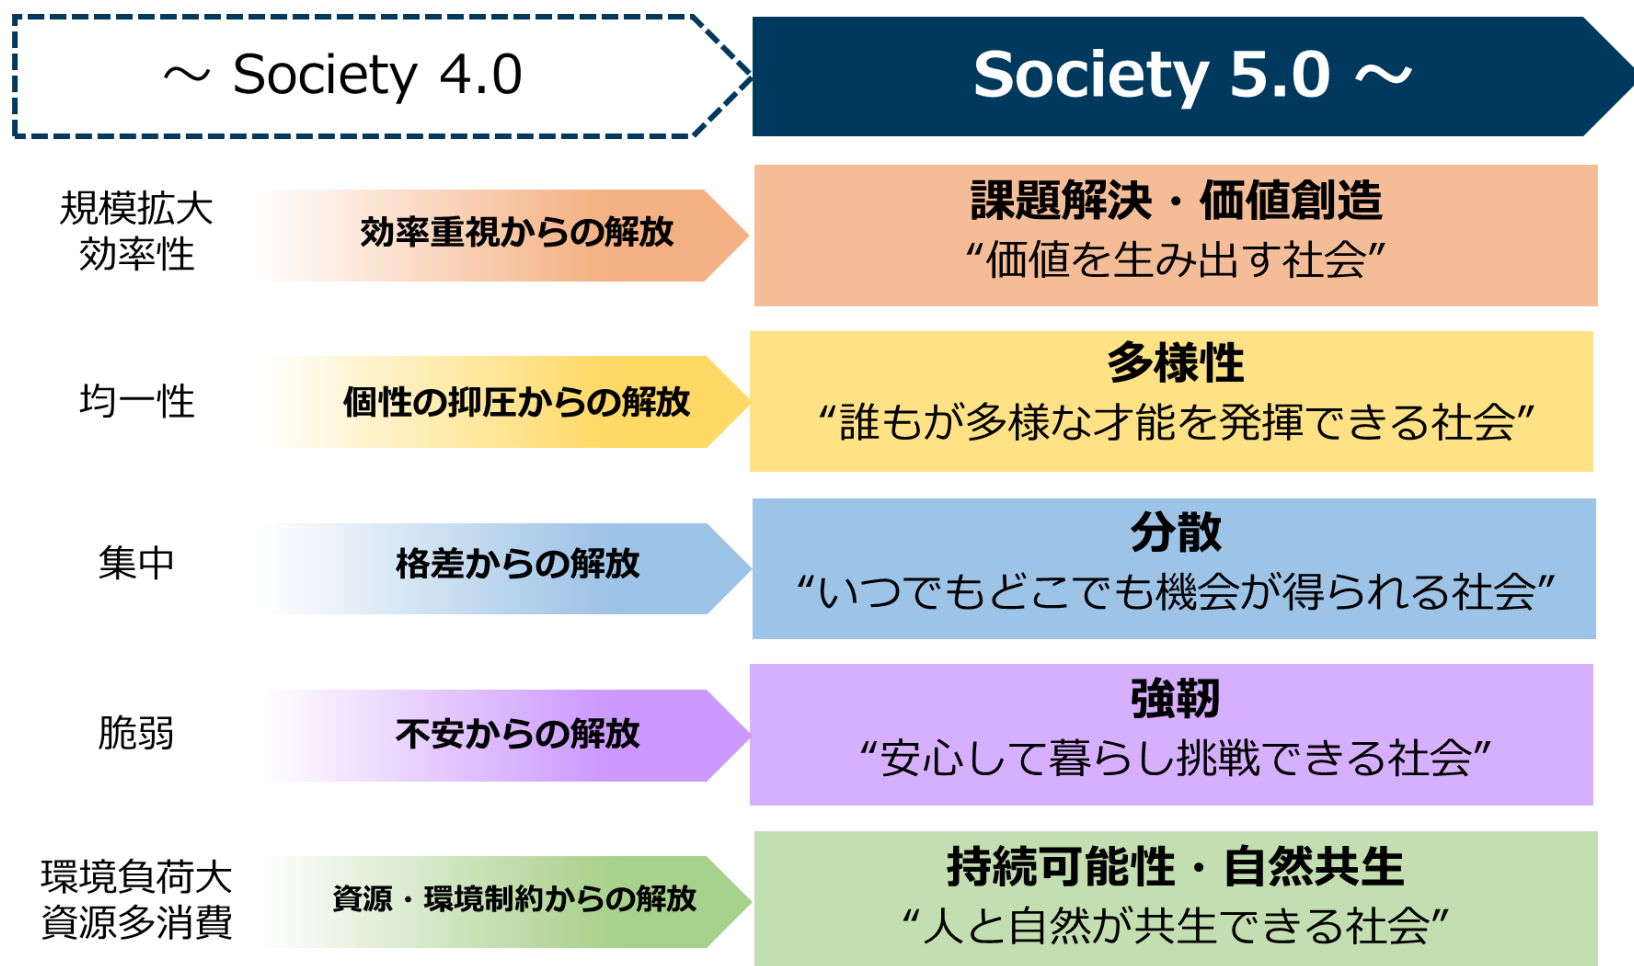 ～ Society 4.0
Society 5.0 ～
規模拡大
効率性
効率重視からの解放
課題解決・価値創造
“価値を生み出す社会”
均一性
個性の抑圧からの解放
多様性
“誰もが多様な才能を発揮できる社会”
集中
格差からの解放
分散
“いつでもどこでも機会が得られる社会”
脆弱
不安からの解放
強靭
“安心して暮らし挑戦できる社会”
環境負荷大
資源多消費
資源・環境制約からの解放
持続可能性・自然共生
“人と自然が共生できる社会”